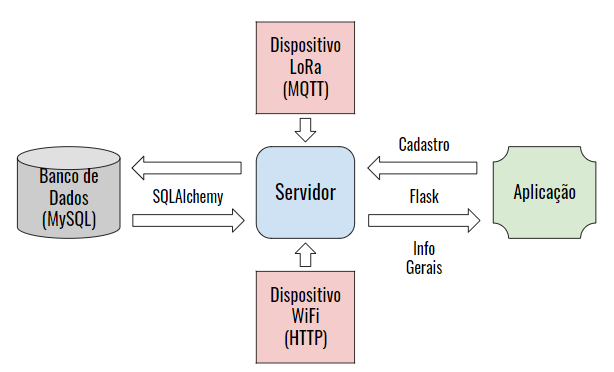 Dispositivo
LoRa
(MQTT)
Banco de
Dados
(MySQL)
SQLAlchemy
Servidor
Cadastro
Flask
Info
Gerais
Aplicação
Dispositivo
WiFi
(HTTP)